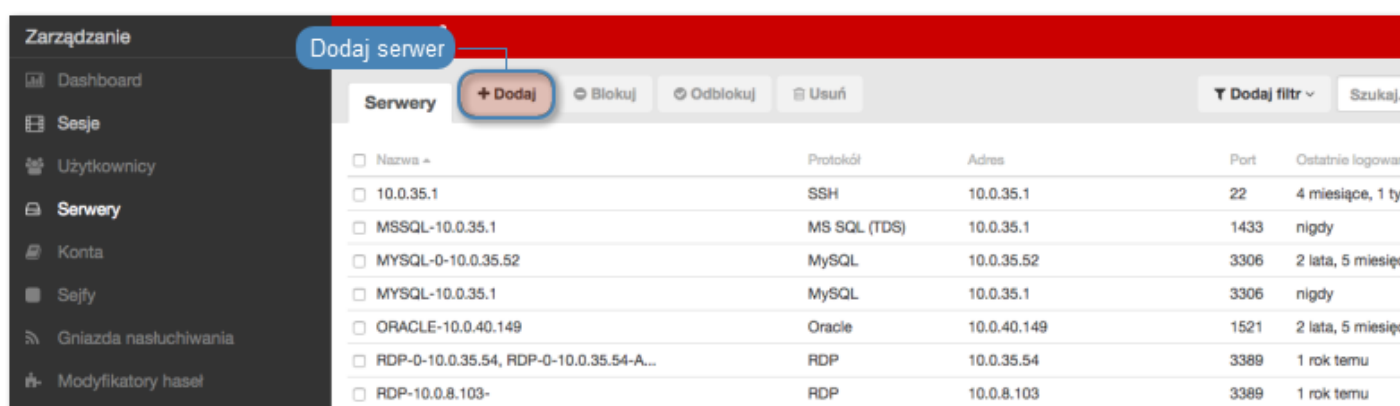 Zarządzanie
Dodaj serwer
Dashboard
Sesje
Użytkownicy
Serwery
Konta
Sejfy
Gniazda nasłuchiwania
Modyfikatory haseł
Serwery + Dodaj Blokuj Odblokuj Usuń Dodaj filtr Szukaj
Nazwa Protokół Adres Port Ostatnie
10.0.35.1 SSH 10.0.35.1 22 4 miesiące, 1
MSSQL-10.0.35.1 MS SQL (TDS) 10.0.35.1 1433 nigdy
MYSQL-0-10.0.35.52 MySQL 10.0.35.52 3306 2 lata, 5
MYSQL-10.0.35.1 MySQL 10.0.35.1 3306 nigdy
ORACLE-10.0.40.149 Oracle 10.0.40.149 1521 2 lata, 5
RDP-0-10.0.35.54, RDP-0-10.0.35.54-A... RDP 10.0.35.54 3389 1 rok temu
RDP-10.0.8.103- RDP 10.0.8.103 3389 1 rok temu